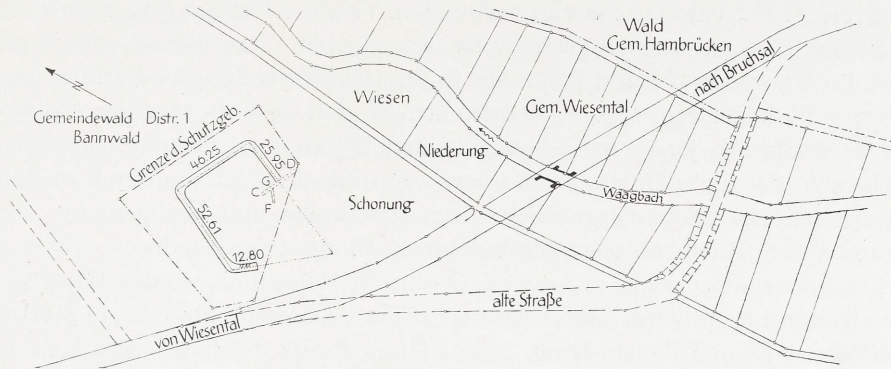 Wald
Gem. Hambrücken
nach Bruchsal
N
Gemeindewald Distr. 1
Bannwald
Wiesen
Gem. Wiesental
Grenze d. Schutzgeb.
46.25
25.95
D
G
C
F
52.61
12.80
Niederung
Schonung
Waagbach
alte Straße
von Wiesental